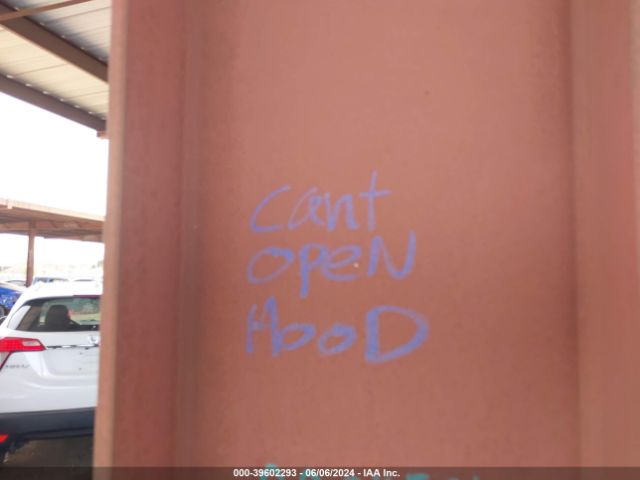 Cant
OPEN
HOOD
000-39602293 - 06/06/2024 - IAA Inc.